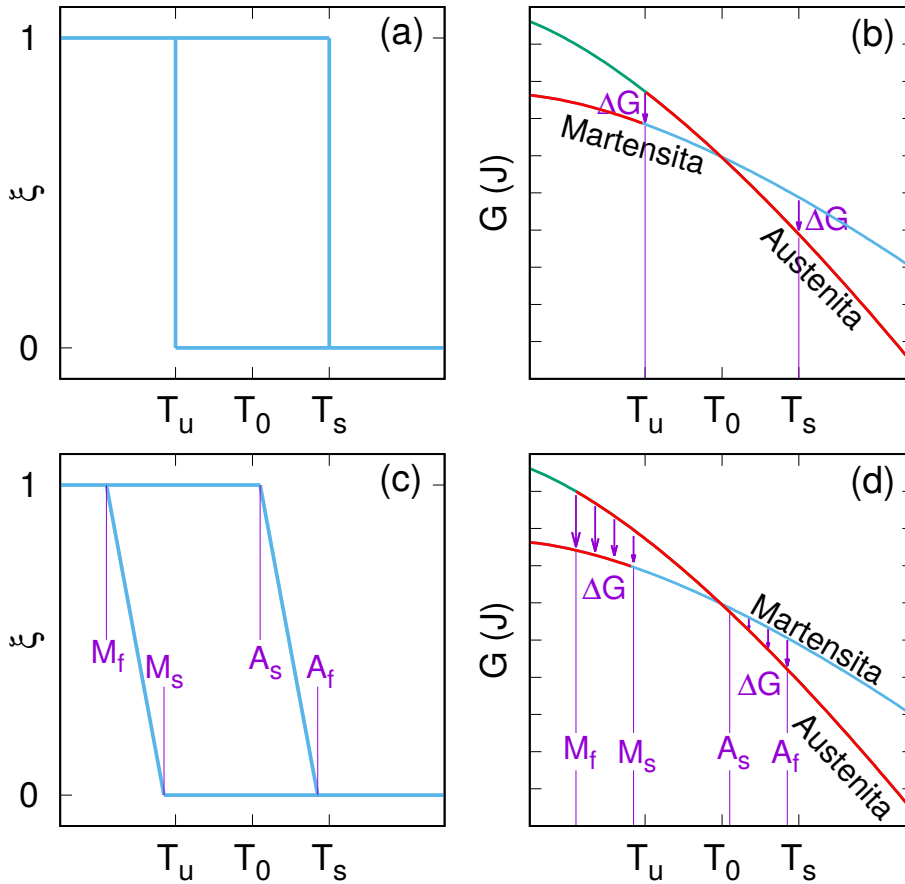 (a)
1
ξ
0
T_u T_0 T_s
(b)
ΔG
Martensita
G (J)
ΔG
Austenita
T_u T_0 T_s
(c)
1
ξ
M_f
M_s
A_s
A_f
0
T_u T_0 T_s
(d)
G (J)
ΔG
Martensita
ΔG
M_f M_s A_s A_f
Austenita
T_u T_0 T_s